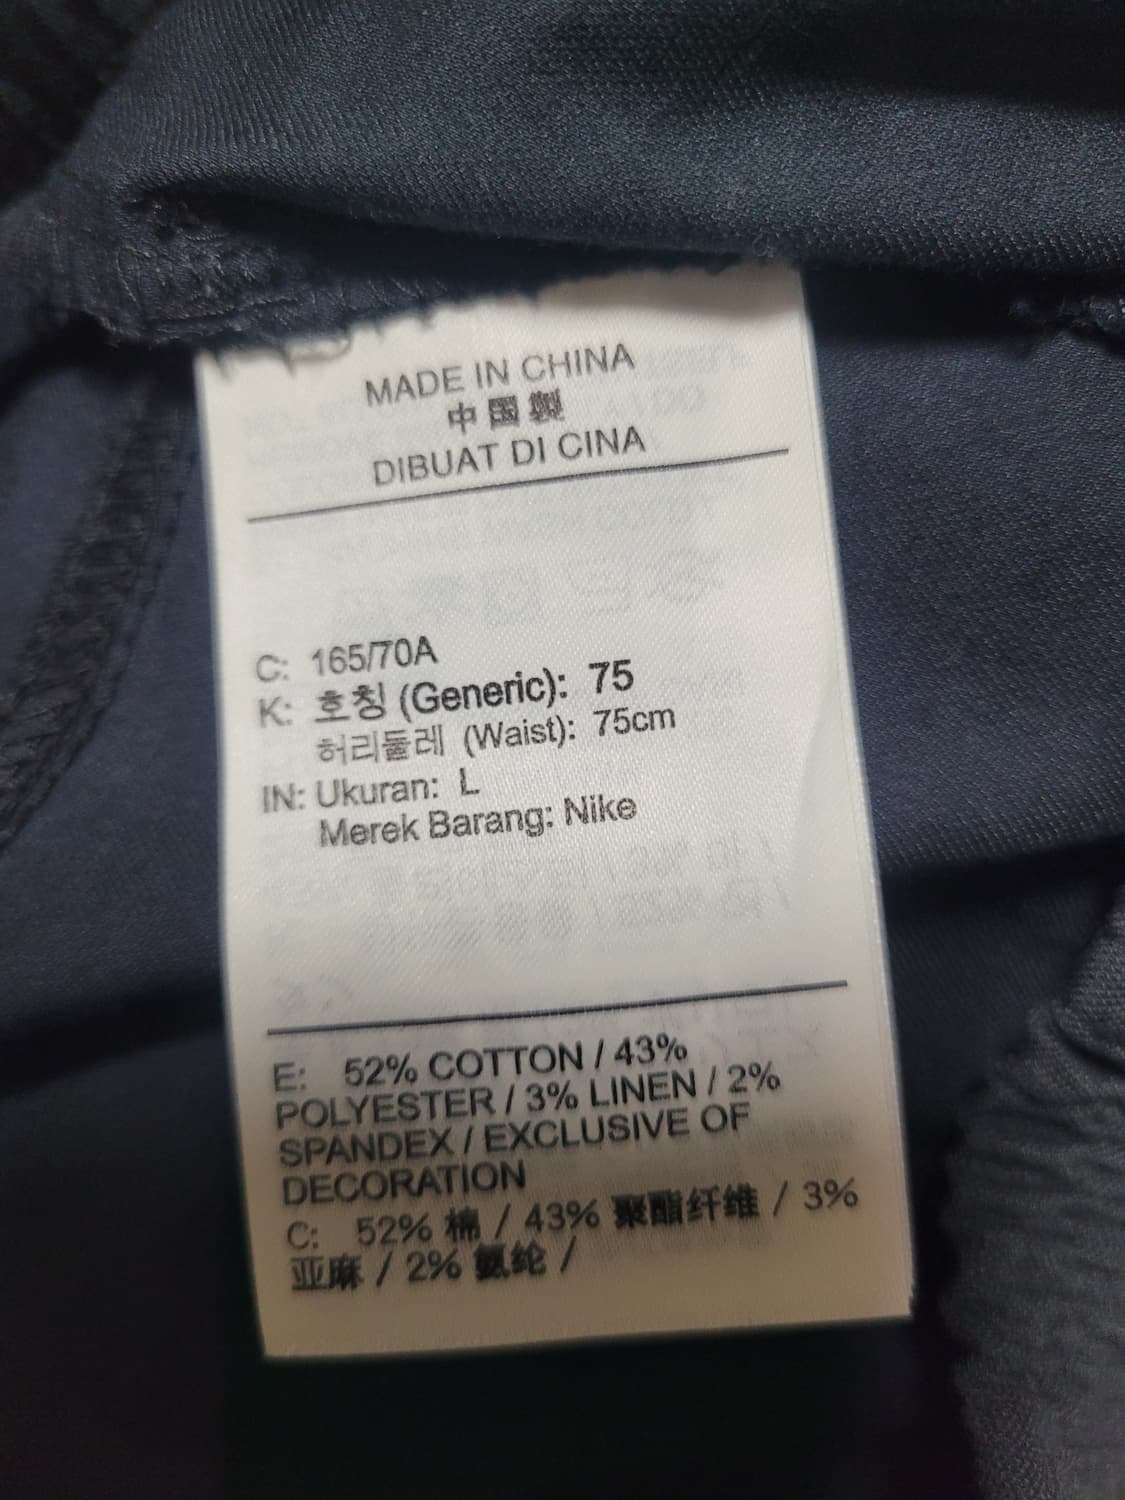 MADE IN CHINA
中国製
DIBUAT DI CINA
C: 165/70A
K: 호칭 (Generic): 75
허리둘레 (Waist): 75cm
IN: Ukuran: L
Merek Barang: Nike
E: 52% COTTON / 43%
POLYESTER / 3% LINEN / 2%
SPANDEX / EXCLUSIVE OF
DECORATION
C: 52% 棉 / 43% 聚酯纤维 / 3%
亚麻 / 2% 氨纶 /